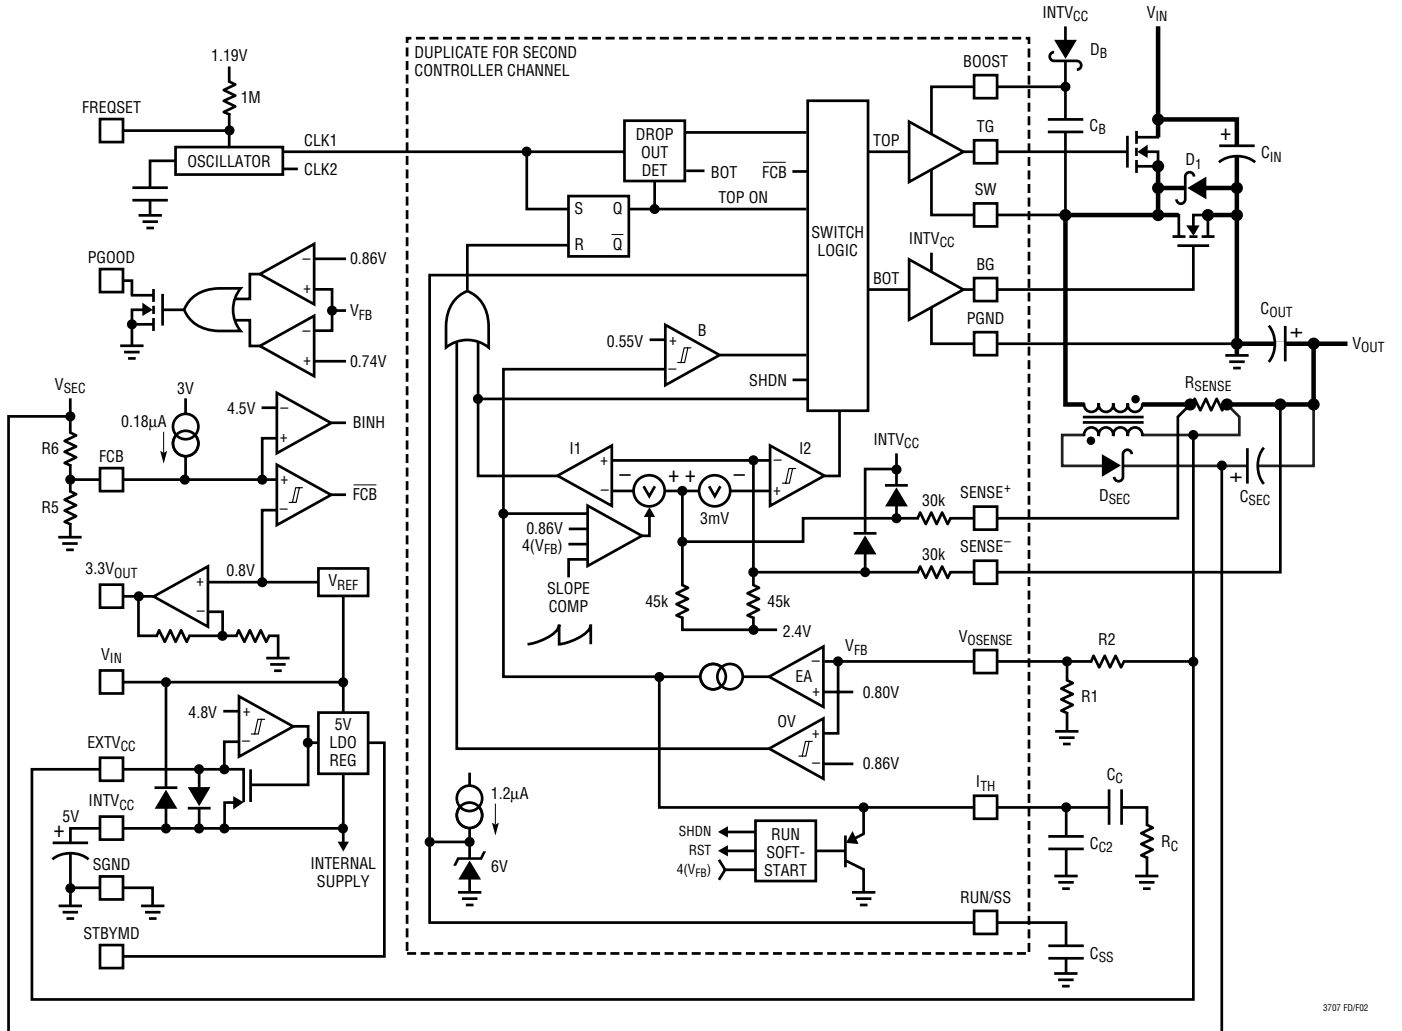 INTVCC
VIN
DUPLICATE FOR SECOND
CONTROLLER CHANNEL
DB
1.19V
BOOST
1M
FREQSET
CB
+
CIN
OSCILLATOR
CLK1
CLK2
DROP
OUT
DET
BOT
FCB
TOP
TG
D1
TOP ON
S
Q
R
Q
SWITCH
LOGIC
SW
INTVCC
PGOOD
−
0.86V
+
VFB
−
+
0.74V
BOT
BG
PGND
COUT
+
VOUT
0.55V
+
−
B
SHDN
RSENSE
VSEC
3V
0.18µA
4.5V
−
+
BINH
R6
FCB
R5
+
−
FCB
I1
+
−
−
+
+
−
3mV
I2
−
+
INTVCC
30k
SENSE+
30k
SENSE−
DSEC
+
CSEC
0.86V
4(VFB)
SLOPE
COMP
45k
45k
2.4V
3.3VOUT
+
−
0.8V
VREF
VIN
VFB
−
EA
+
0.80V
VOSENSE
R2
R1
4.8V
+
−
5V
LDO
REG
OV
+
−
0.86V
EXTVCC
INTVCC
5V
+
SGND
INTERNAL
SUPPLY
STBYMD
1.2µA
6V
SHDN
RST
4(VFB)
RUN
SOFT-
START
ITH
CC
CC2
RC
RUN/SS
CSS
3707 FD/F02